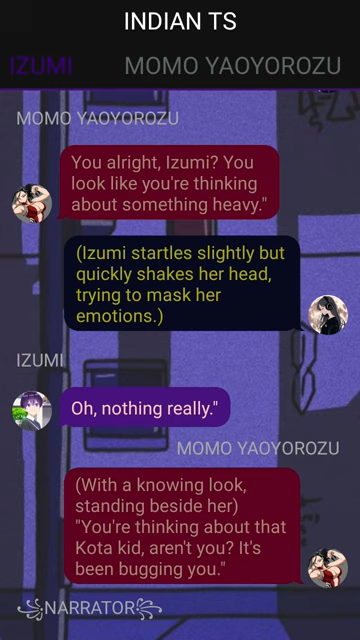 INDIAN TS
IZUMI
MOMO YAOYOROZU
MOMO YAOYOROZU
You alright, Izumi? You
look like you're thinking
about something heavy."
(Izumi startles slightly but
quickly shakes her head,
trying to mask her
emotions.)
IZUMI
Oh, nothing really."
MOMO YAOYOROZU
(With a knowing look,
standing beside her)
"You're thinking about that
Kota kid, aren't you? It's
been bugging you."
꧁NARRATOR꧂